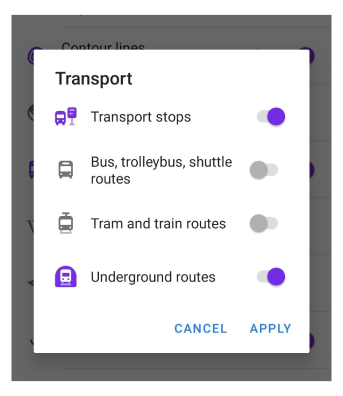 Contour lines
Transport
Transport stops
Bus, trolleybus, shuttle
routes
Tram and train routes
Underground routes
CANCEL
APPLY